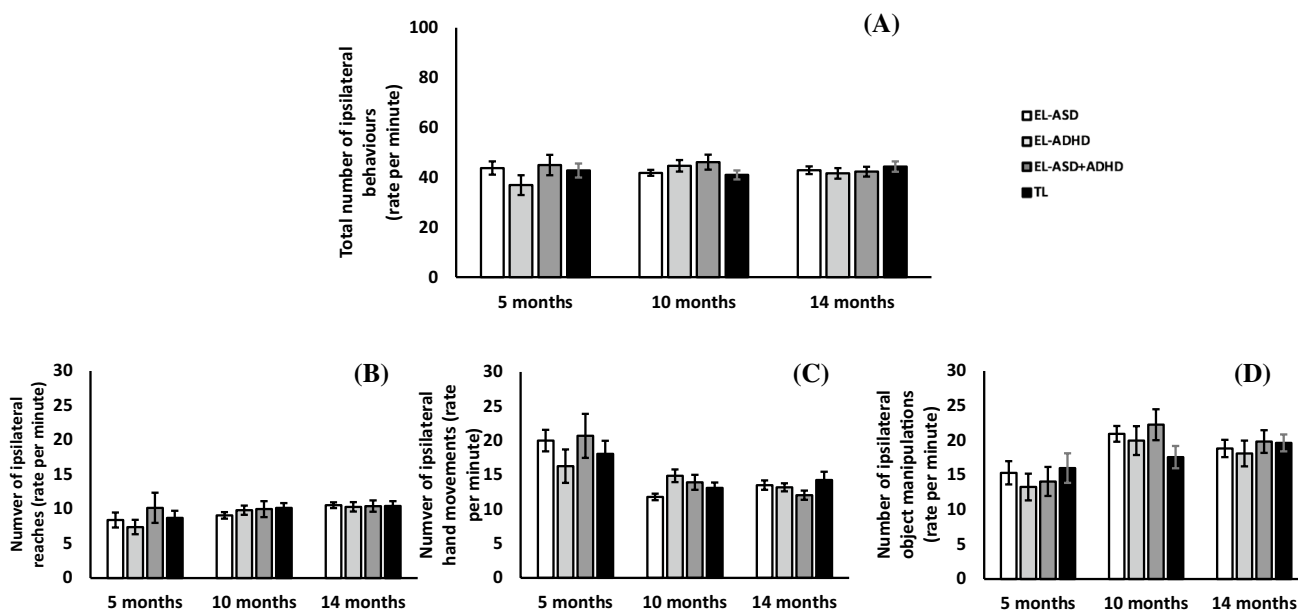 (A)
Total number of ipsilateral
behaviours
(rate per minute)
100
80
60
40
20
0
5 months 10 months 14 months
EL-ASD
EL-ADHD
EL-ASD+ADHD
TL
(B)
Numver of ipsilateral
reaches (rate per minute)
30
25
20
15
10
5
0
5 months 10 months 14 months
(C)
Numver of ipsilateral
hand movements (rate
per minute)
30
25
20
15
10
5
0
5 months 10 months 14 months
(D)
Number of ipsilateral
object manipulations
(rate per minute)
30
25
20
15
10
5
0
5 months 10 months 14 months